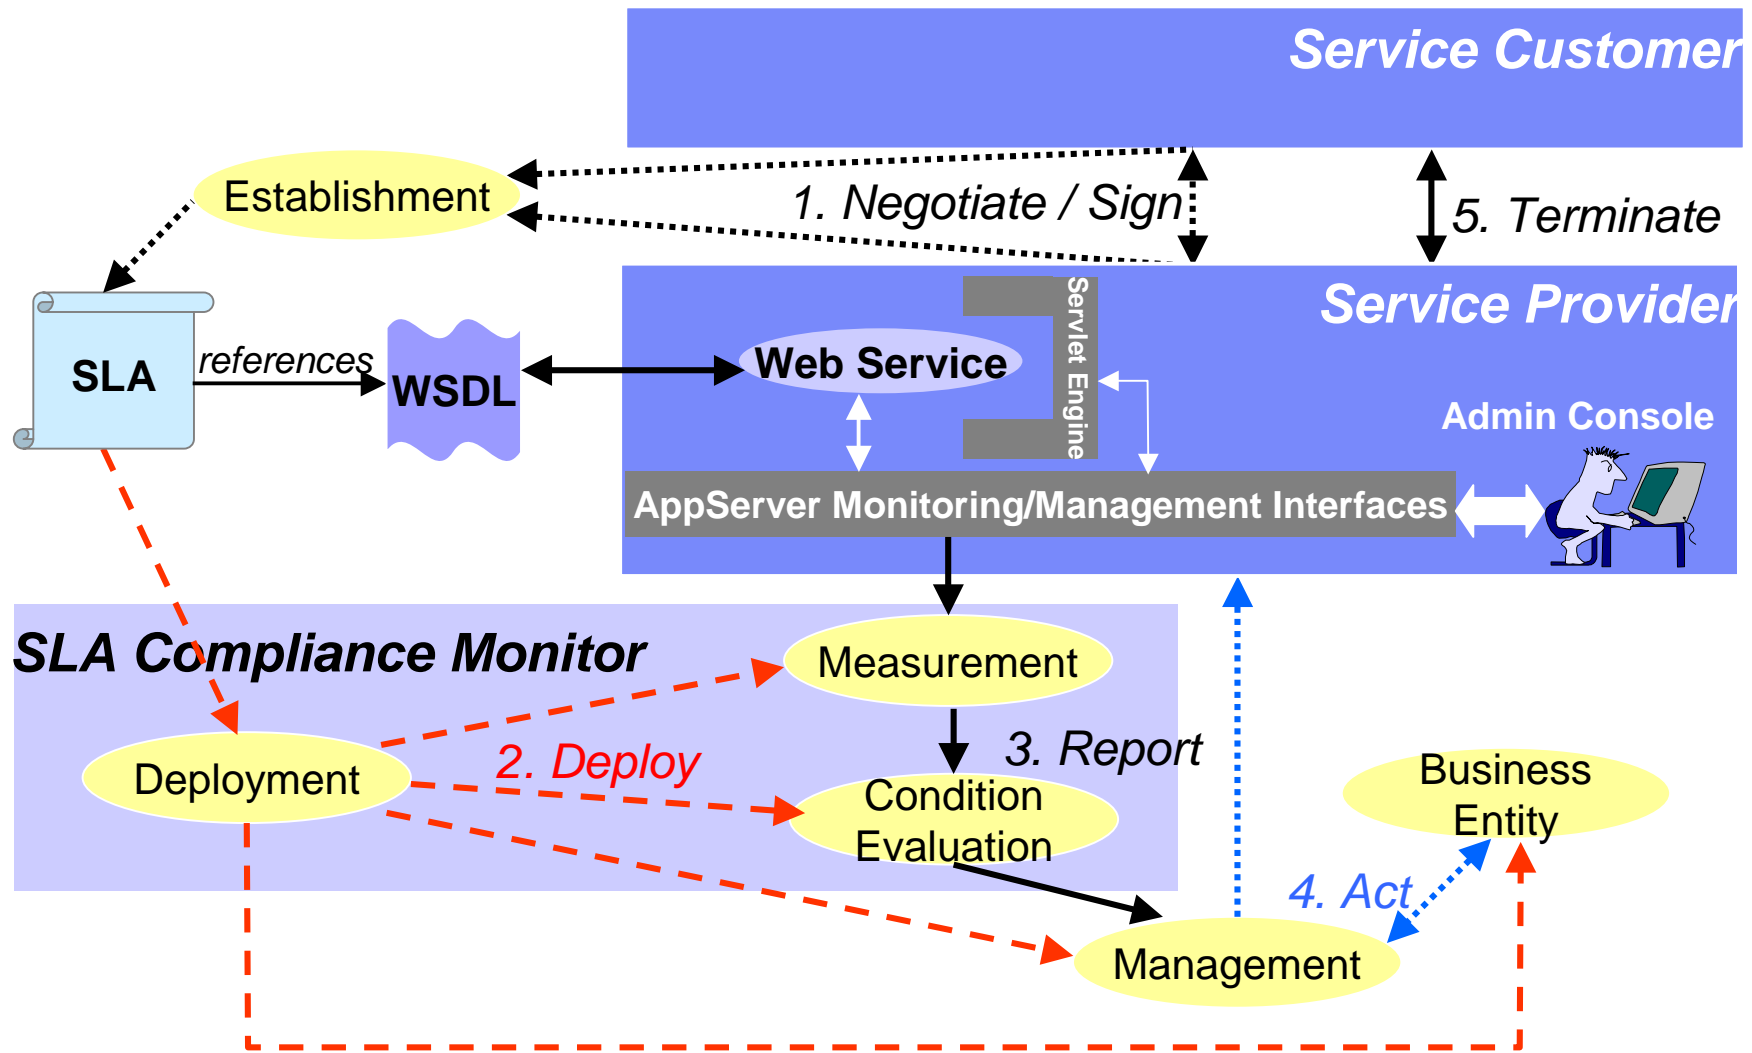 Service Customer
Establishment
1. Negotiate / Sign
5. Terminate
Service Provider
SLA
references
WSDL
Web Service
Servlet Engine
Admin Console
AppServer Monitoring/Management Interfaces
SLA Compliance Monitor
Measurement
Deployment
2. Deploy
3. Report
Condition
Evaluation
Business
Entity
4. Act
Management